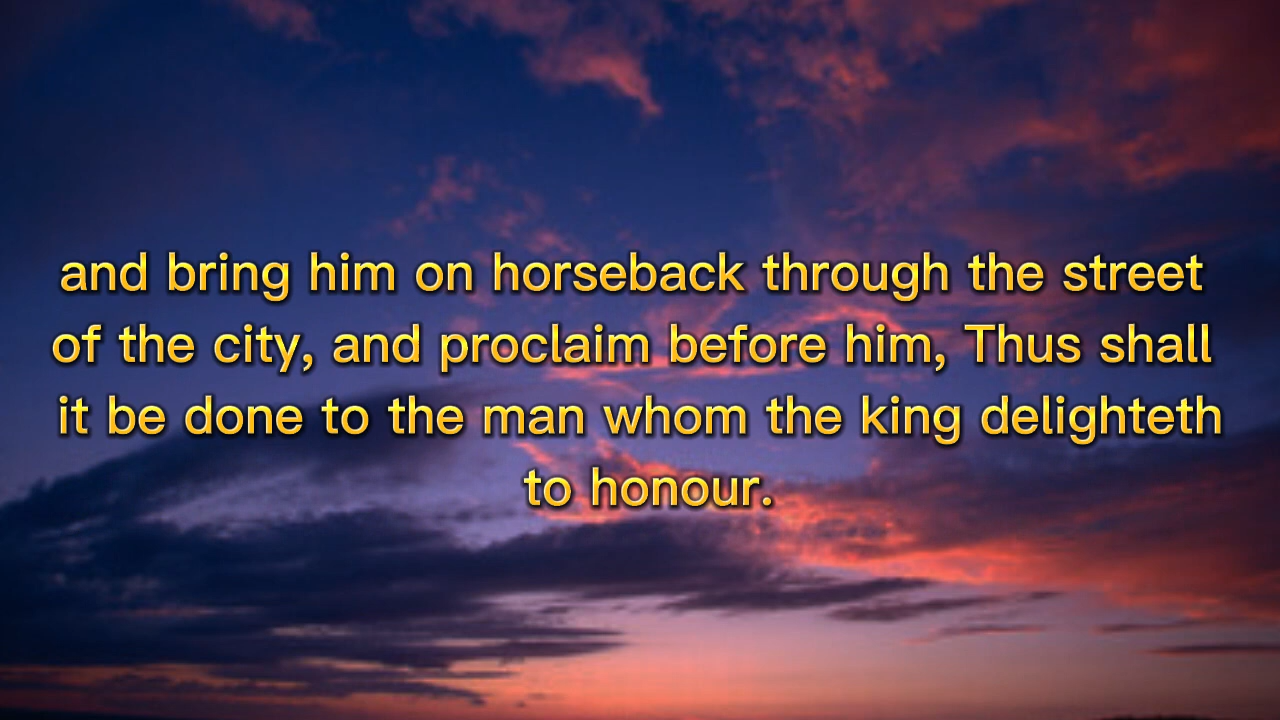 and bring him on horseback through the street
of the city, and proclaim before him, Thus shall
it be done to the man whom the king delighteth
to honour.